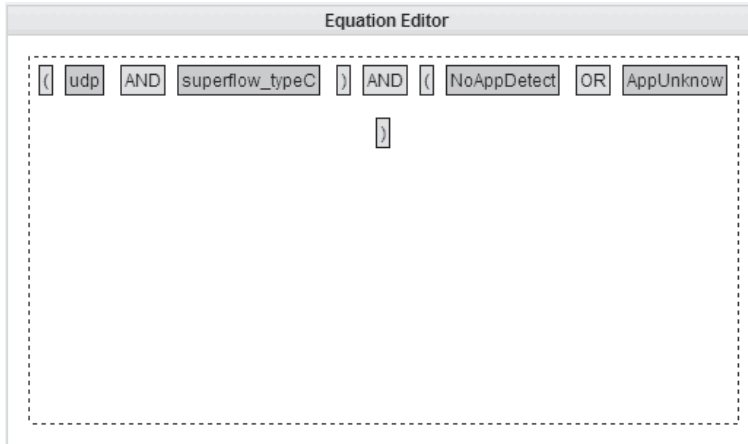 Equation Editor
( udp AND superflow_typeC ) AND ( NoAppDetect OR AppUnknow
)